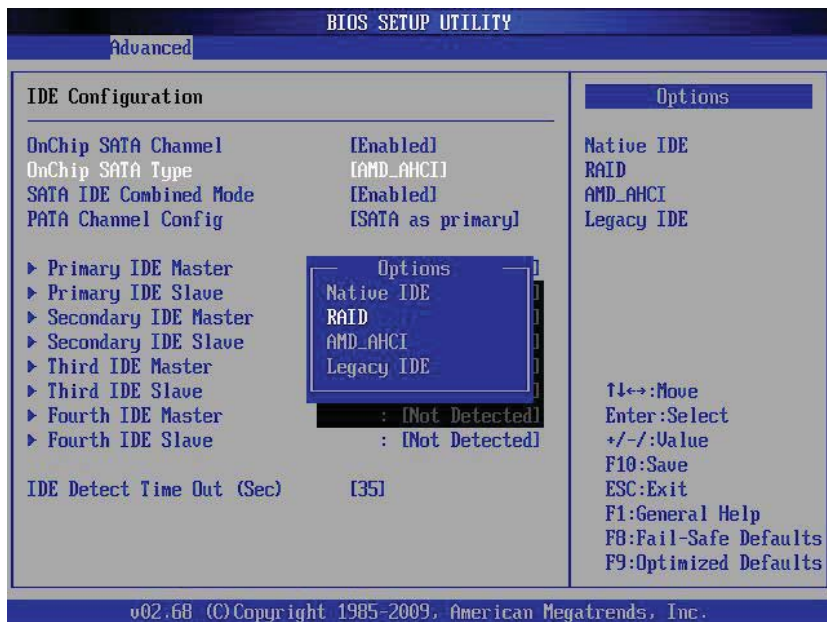 BIOS SETUP UTILITY
Advanced
IDE Configuration
OnChip SATA Channel [Enabled]
OnChip SATA Type [AMD_AHCI]
SATA IDE Combined Mode [Enabled]
PATA Channel Config [SATA as primary]
▶ Primary IDE Master ]
▶ Primary IDE Slave ]
▶ Secondary IDE Master ]
▶ Secondary IDE Slave ]
▶ Third IDE Master ]
▶ Third IDE Slave ]
▶ Fourth IDE Master : [Not Detected]
▶ Fourth IDE Slave : [Not Detected]
IDE Detect Time Out (Sec) [35]
Options
Native IDE
RAID
AMD_AHCI
Legacy IDE
Options
Native IDE
RAID
AMD_AHCI
Legacy IDE
↑↓←→:Move
Enter:Select
+/-/:Value
F10:Save
ESC:Exit
F1:General Help
F8:Fail-Safe Defaults
F9:Optimized Defaults
v02.68 (C)Copyright 1985-2009, American Megatrends, Inc.